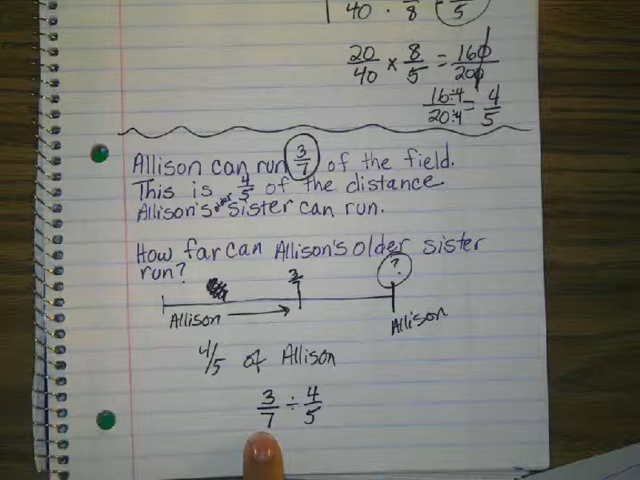 40 · 8 5
20/40 × 8/5 = 160/200
16÷4/20÷4 = 4/5
Allison can run 3/7 of the field.
This is 4/5 of the distance
Allison's older sister can run.
How far can Allison's older sister
run?
3/7 ?
Allison Allison
4/5 of Allison
3/7 ÷ 4/5